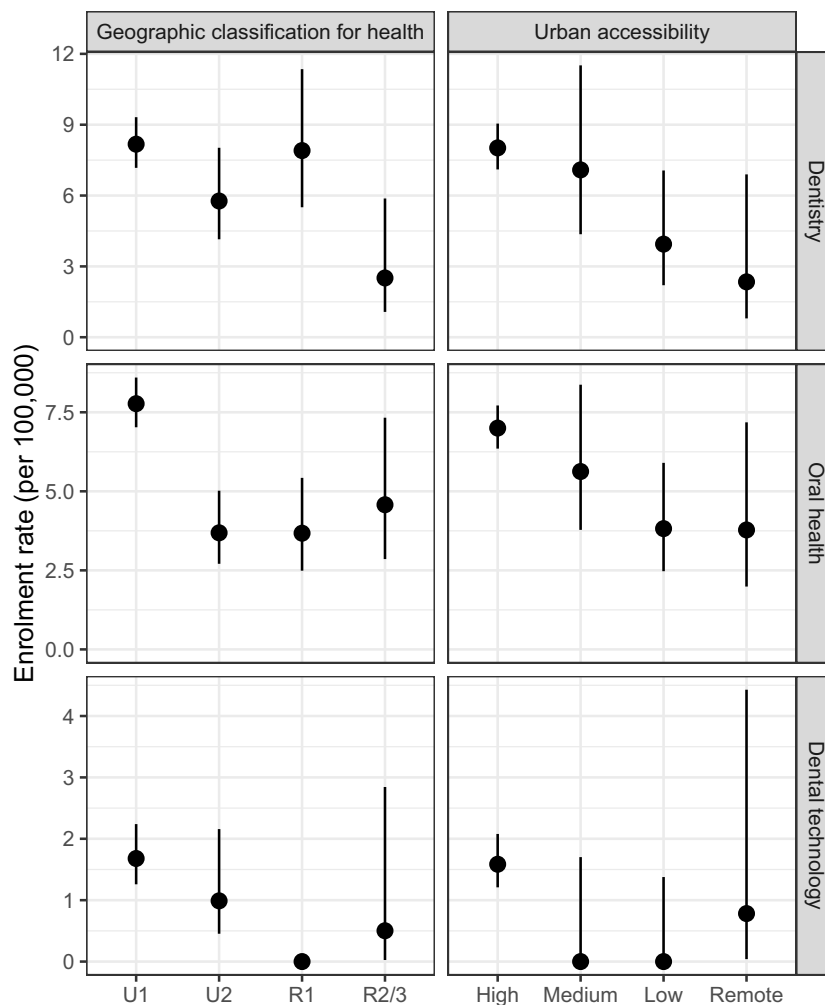 Geographic classification for health
Urban accessibility
Enrolment rate (per 100,000)
12
9
6
3
0
Dentistry
7.5
5.0
2.5
0.0
Oral health
4
3
2
1
0
Dental technology
U1 U2 R1 R2/3
High Medium Low Remote